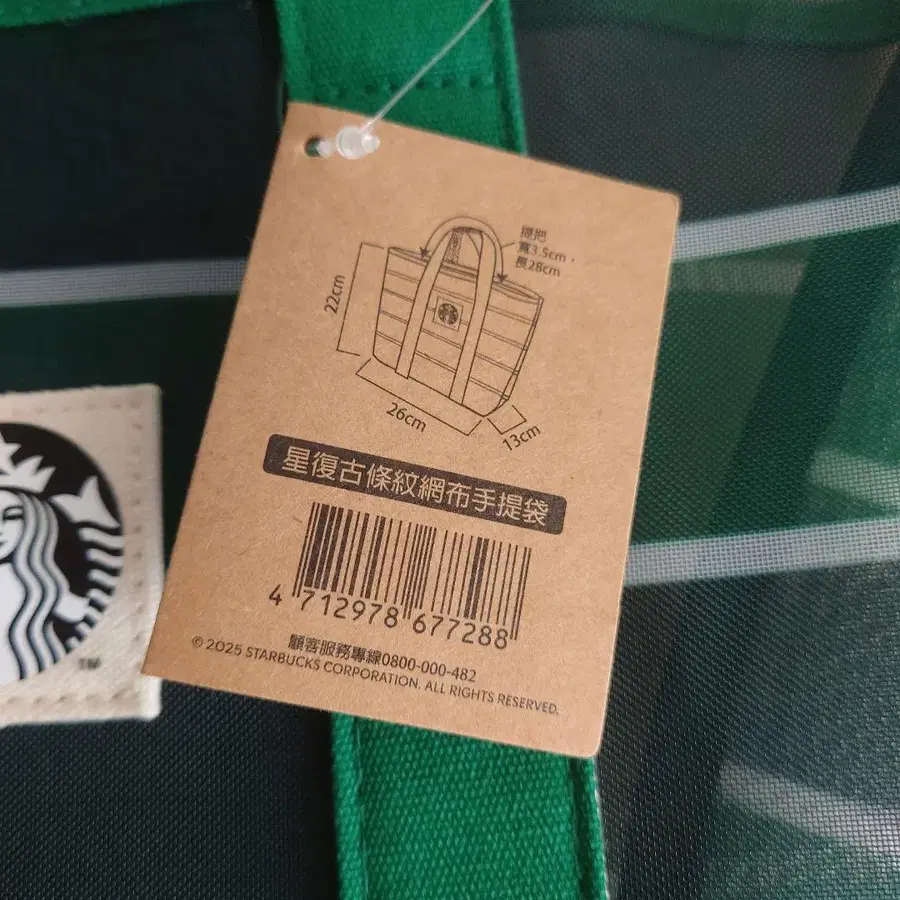 提把
寬3.5cm,
長28cm
22cm
26cm
13cm
星復古條紋網布手提袋
4 712978 677288
顧客服務專線0800-000-482
© 2025 STARBUCKS CORPORATION. ALL RIGHTS RESERVED.
TM